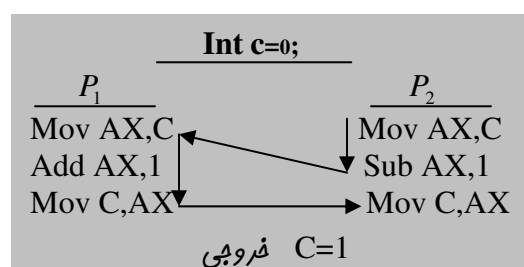 Int c=0;
P1 P2
Mov AX,C Mov AX,C
Add AX,1 Sub AX,1
Mov C,AX Mov C,AX
خروجی C=1